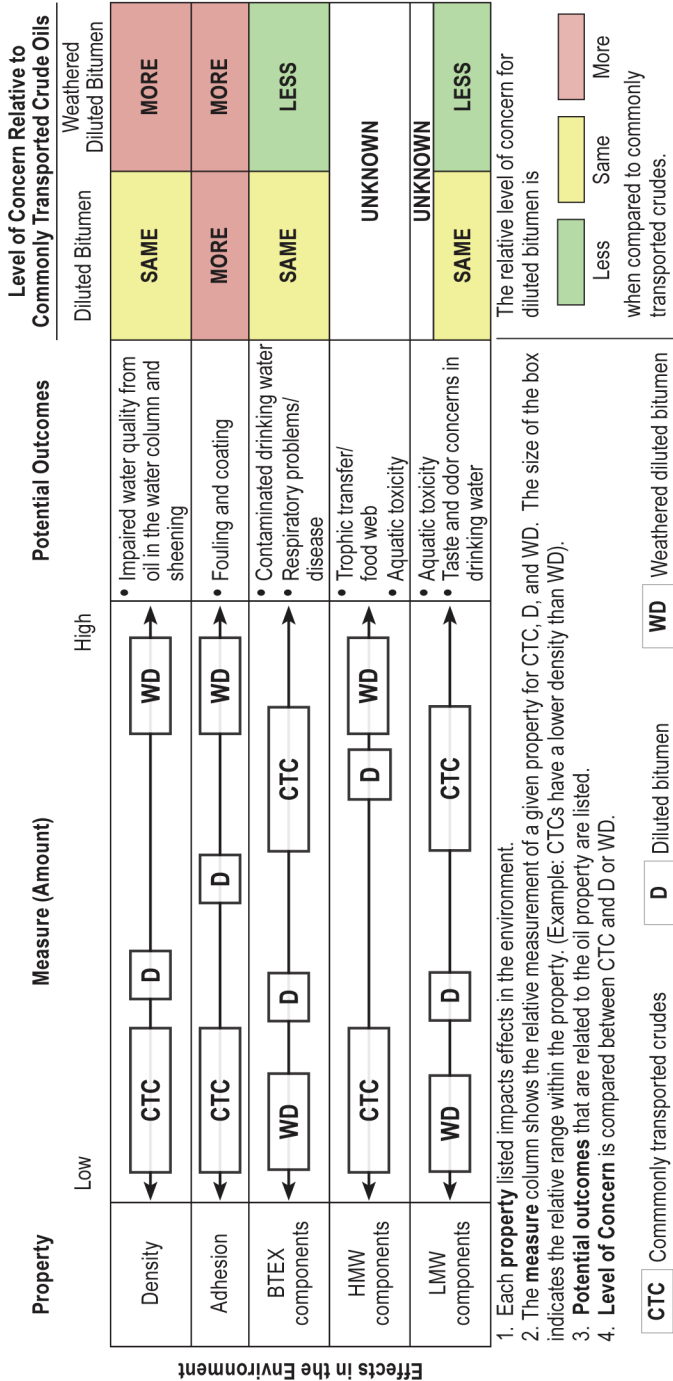 Level of Concern Relative to
Commonly Transported Crude Oils
Property
Measure (Amount)
Potential Outcomes
Diluted Bitumen
Weathered
Diluted Bitumen
Low
High
Effects in the Environment
Density
CTC
D
WD
• Impaired water quality from
oil in the water column and
sheening
SAME
MORE
Adhesion
CTC
D
WD
• Fouling and coating
MORE
MORE
BTEX
components
WD
D
CTC
• Contaminated drinking water
• Respiratory problems/
disease
SAME
LESS
HMW
components
CTC
D
WD
• Trophic transfer/
food web
• Aquatic toxicity
UNKNOWN
LMW
components
WD
D
CTC
• Aquatic toxicity
• Taste and odor concerns in
drinking water
UNKNOWN
SAME
LESS
1. Each property listed impacts effects in the environment.
2. The measure column shows the relative measurement of a given property for CTC, D, and WD. The size of the box
indicates the relative range within the property. (Example: CTCs have a lower density than WD).
3. Potential outcomes that are related to the oil property are listed.
4. Level of Concern is compared between CTC and D or WD.
CTC Commmonly transported crudes
D Diluted bitumen
WD Weathered diluted bitumen
The relative level of concern for
diluted bitumen is
Less
Same
More
when compared to commonly
transported crudes.